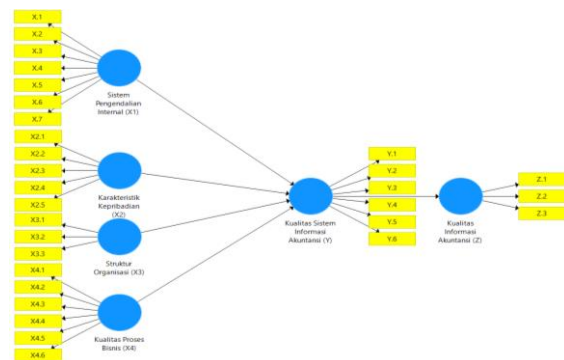 X.1
X.2
X.3
X.4
X.5
X.6
X.7
Sistem
Pengendalian
Internal (X1)
X2.1
X2.2
X2.3
X2.4
X2.5
Karakteristik
Kepribadian
(X2)
X3.1
X3.2
X3.3
Struktur
Organisasi (X3)
X4.1
X4.2
X4.3
X4.4
X4.5
X4.6
Kualitas Proses
Bisnis (X4)
Kualitas Sistem
Informasi
Akuntansi (Y)
Y.1
Y.2
Y.3
Y.4
Y.5
Y.6
Kualitas
Informasi
Akuntansi (Z)
Z.1
Z.2
Z.3